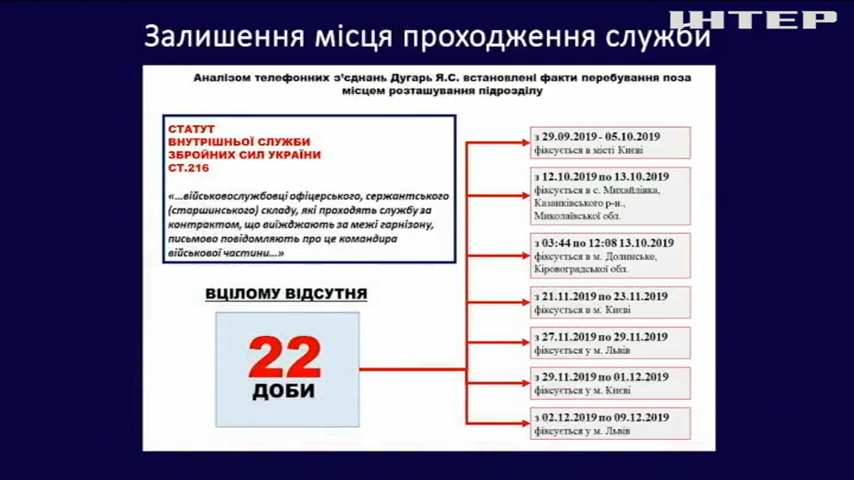 ІНТЕР
Залишення місця проходження служби
Аналізом телефонних з’єднань Дугарь Я.С. встановлені факти перебування поза
місцем розташування підрозділу
СТАТУТ
ВНУТРІШНЬОЇ СЛУЖБИ
ЗБРОЙНИХ СИЛ УКРАЇНИ
СТ.216
«...військовослужбовці офіцерського, сержантського
(старшинського) складу, які проходять службу за
контрактом, що виїжджають за межі гарнізону,
письмово повідомляють про це командира
військової частини...»
ВЦІЛОМУ ВІДСУТНЯ
22
ДОБИ
з 29.09.2019 - 05.10.2019
фіксується в місті Києві
з 12.10.2019 по 13.10.2019
фіксується в с. Михайлівка,
Казанківського р-н.,
Миколаївської обл.
з 03:44 по 12:08 13.10.2019
фіксується в м. Долинське,
Кіровоградської обл.
з 21.11.2019 по 23.11.2019
фіксується в м. Києві
з 27.11.2019 по 29.11.2019
фіксується у м. Львів
з 29.11.2019 по 01.12.2019
фіксується у м. Києві
з 02.12.2019 по 09.12.2019
фіксується у м. Львів